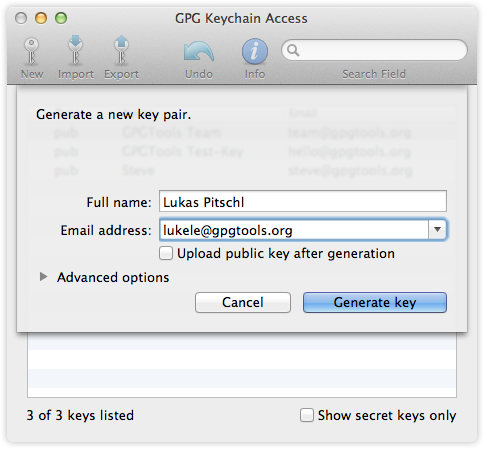 GPG Keychain Access
New Import Export Undo Info Search Field
Generate a new key pair.
Email
pub GPGTools Team team@gpgtools.org
pub GPGTools Test-Key hello@gpgtools.org
pub Steve steve@gpgtools.org
Full name: Lukas Pitschl
Email address: lukele@gpgtools.org
Upload public key after generation
Advanced options
Cancel Generate key
3 of 3 keys listed Show secret keys only